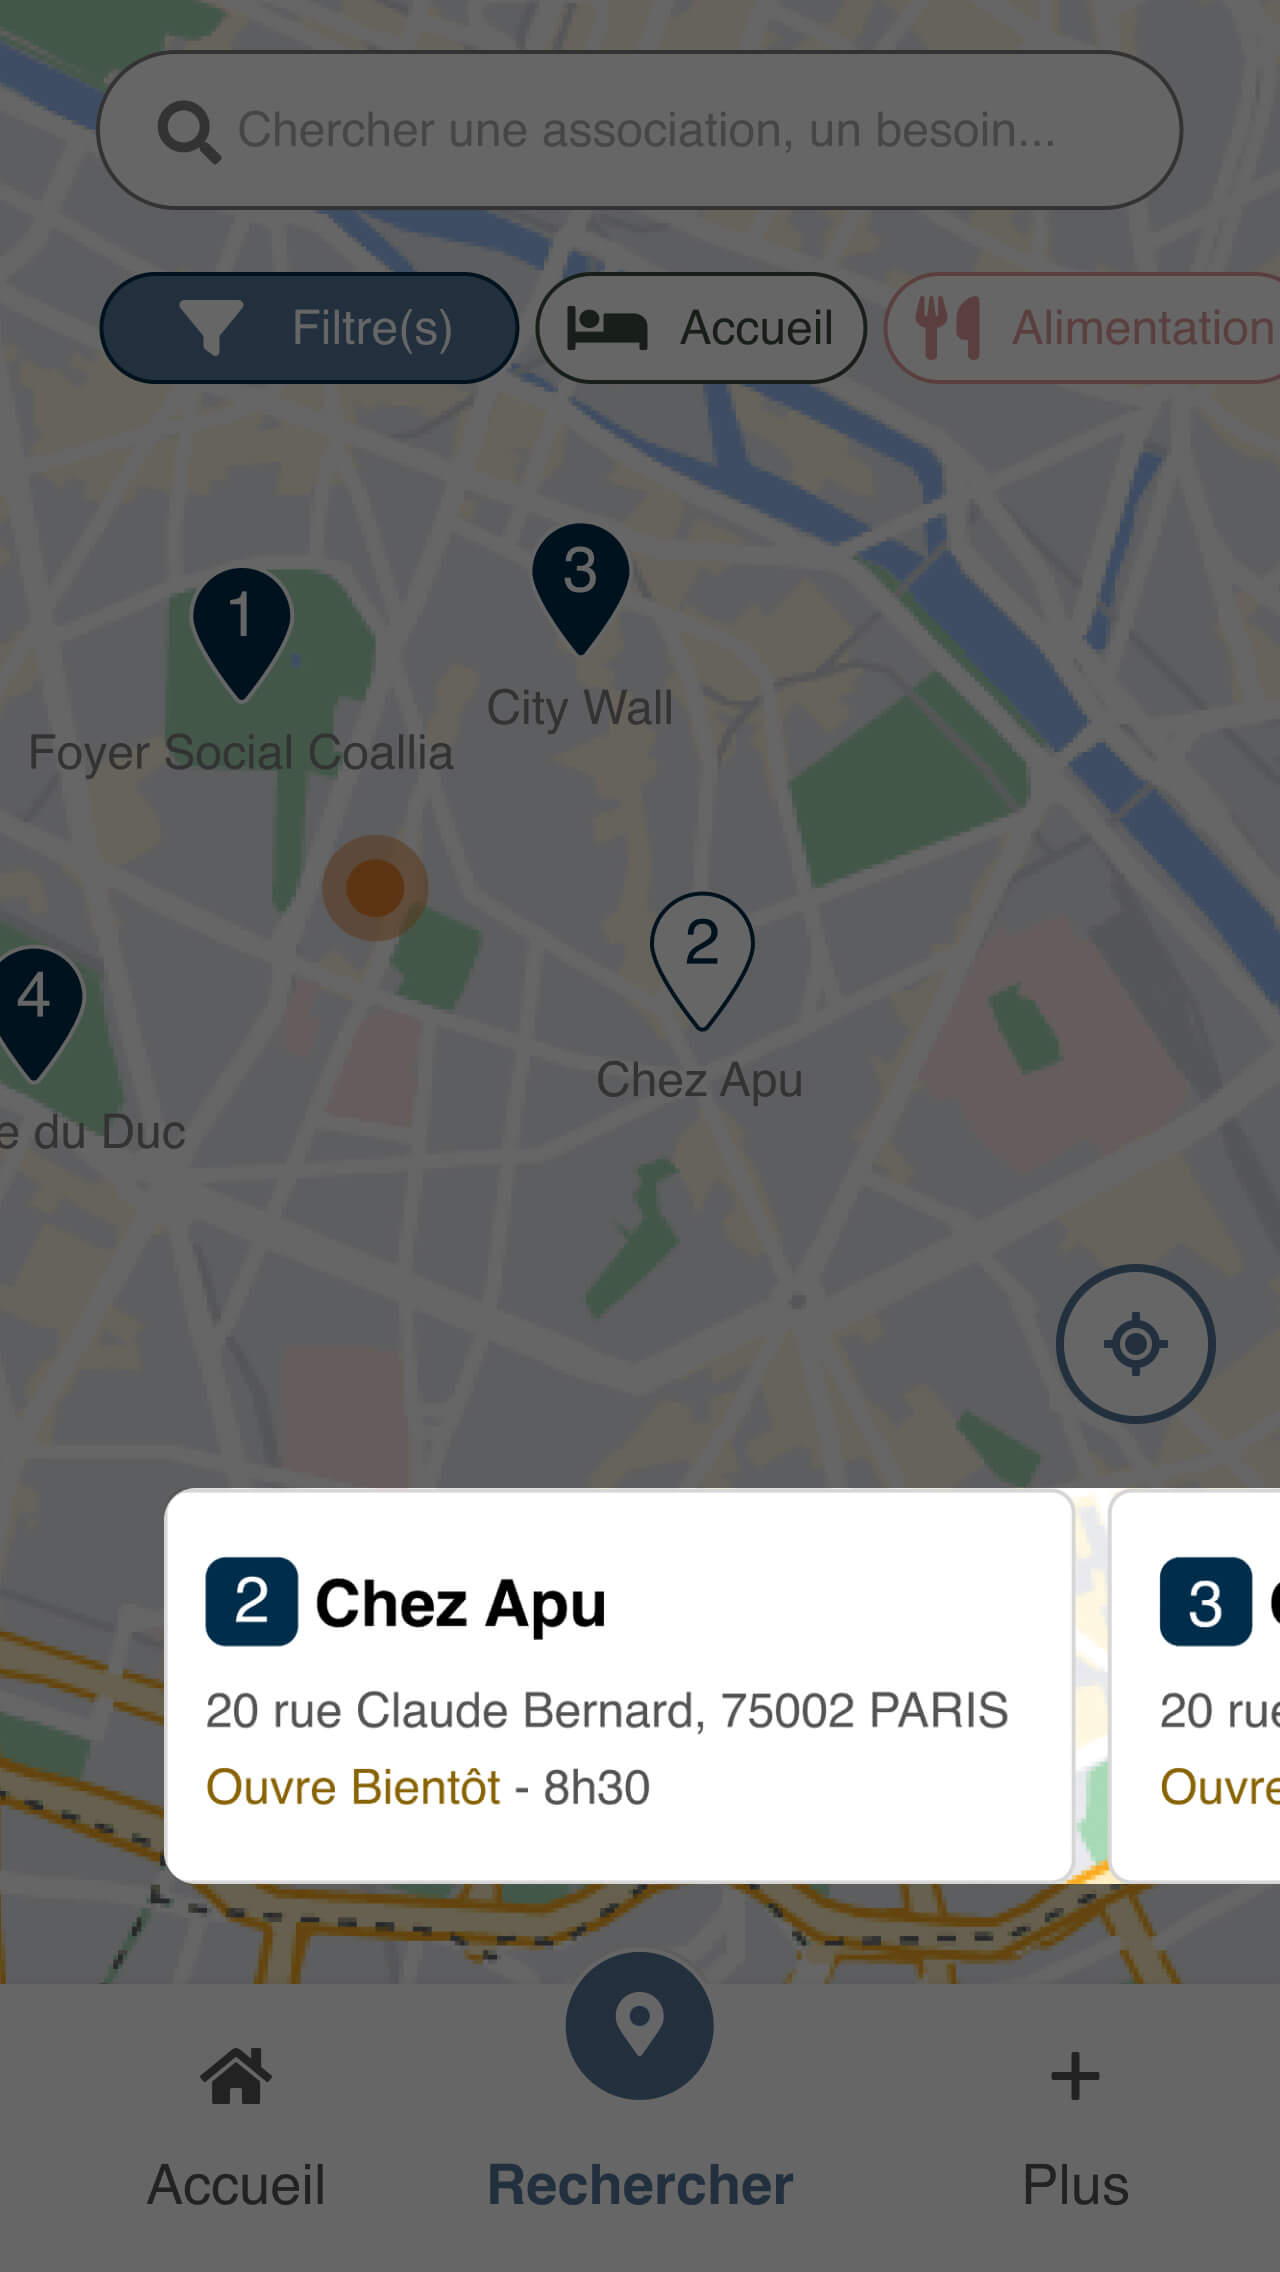 Chercher une association, un besoin...
Filtre(s)
Accueil
Alimentation
3
1
City Wall
Foyer Social Coallia
2
4
Chez Apu
e du Duc
2 Chez Apu
20 rue Claude Bernard, 75002 PARIS
Ouvre Bientôt - 8h30
3
20 rue
Ouvre
Accueil
Rechercher
Plus